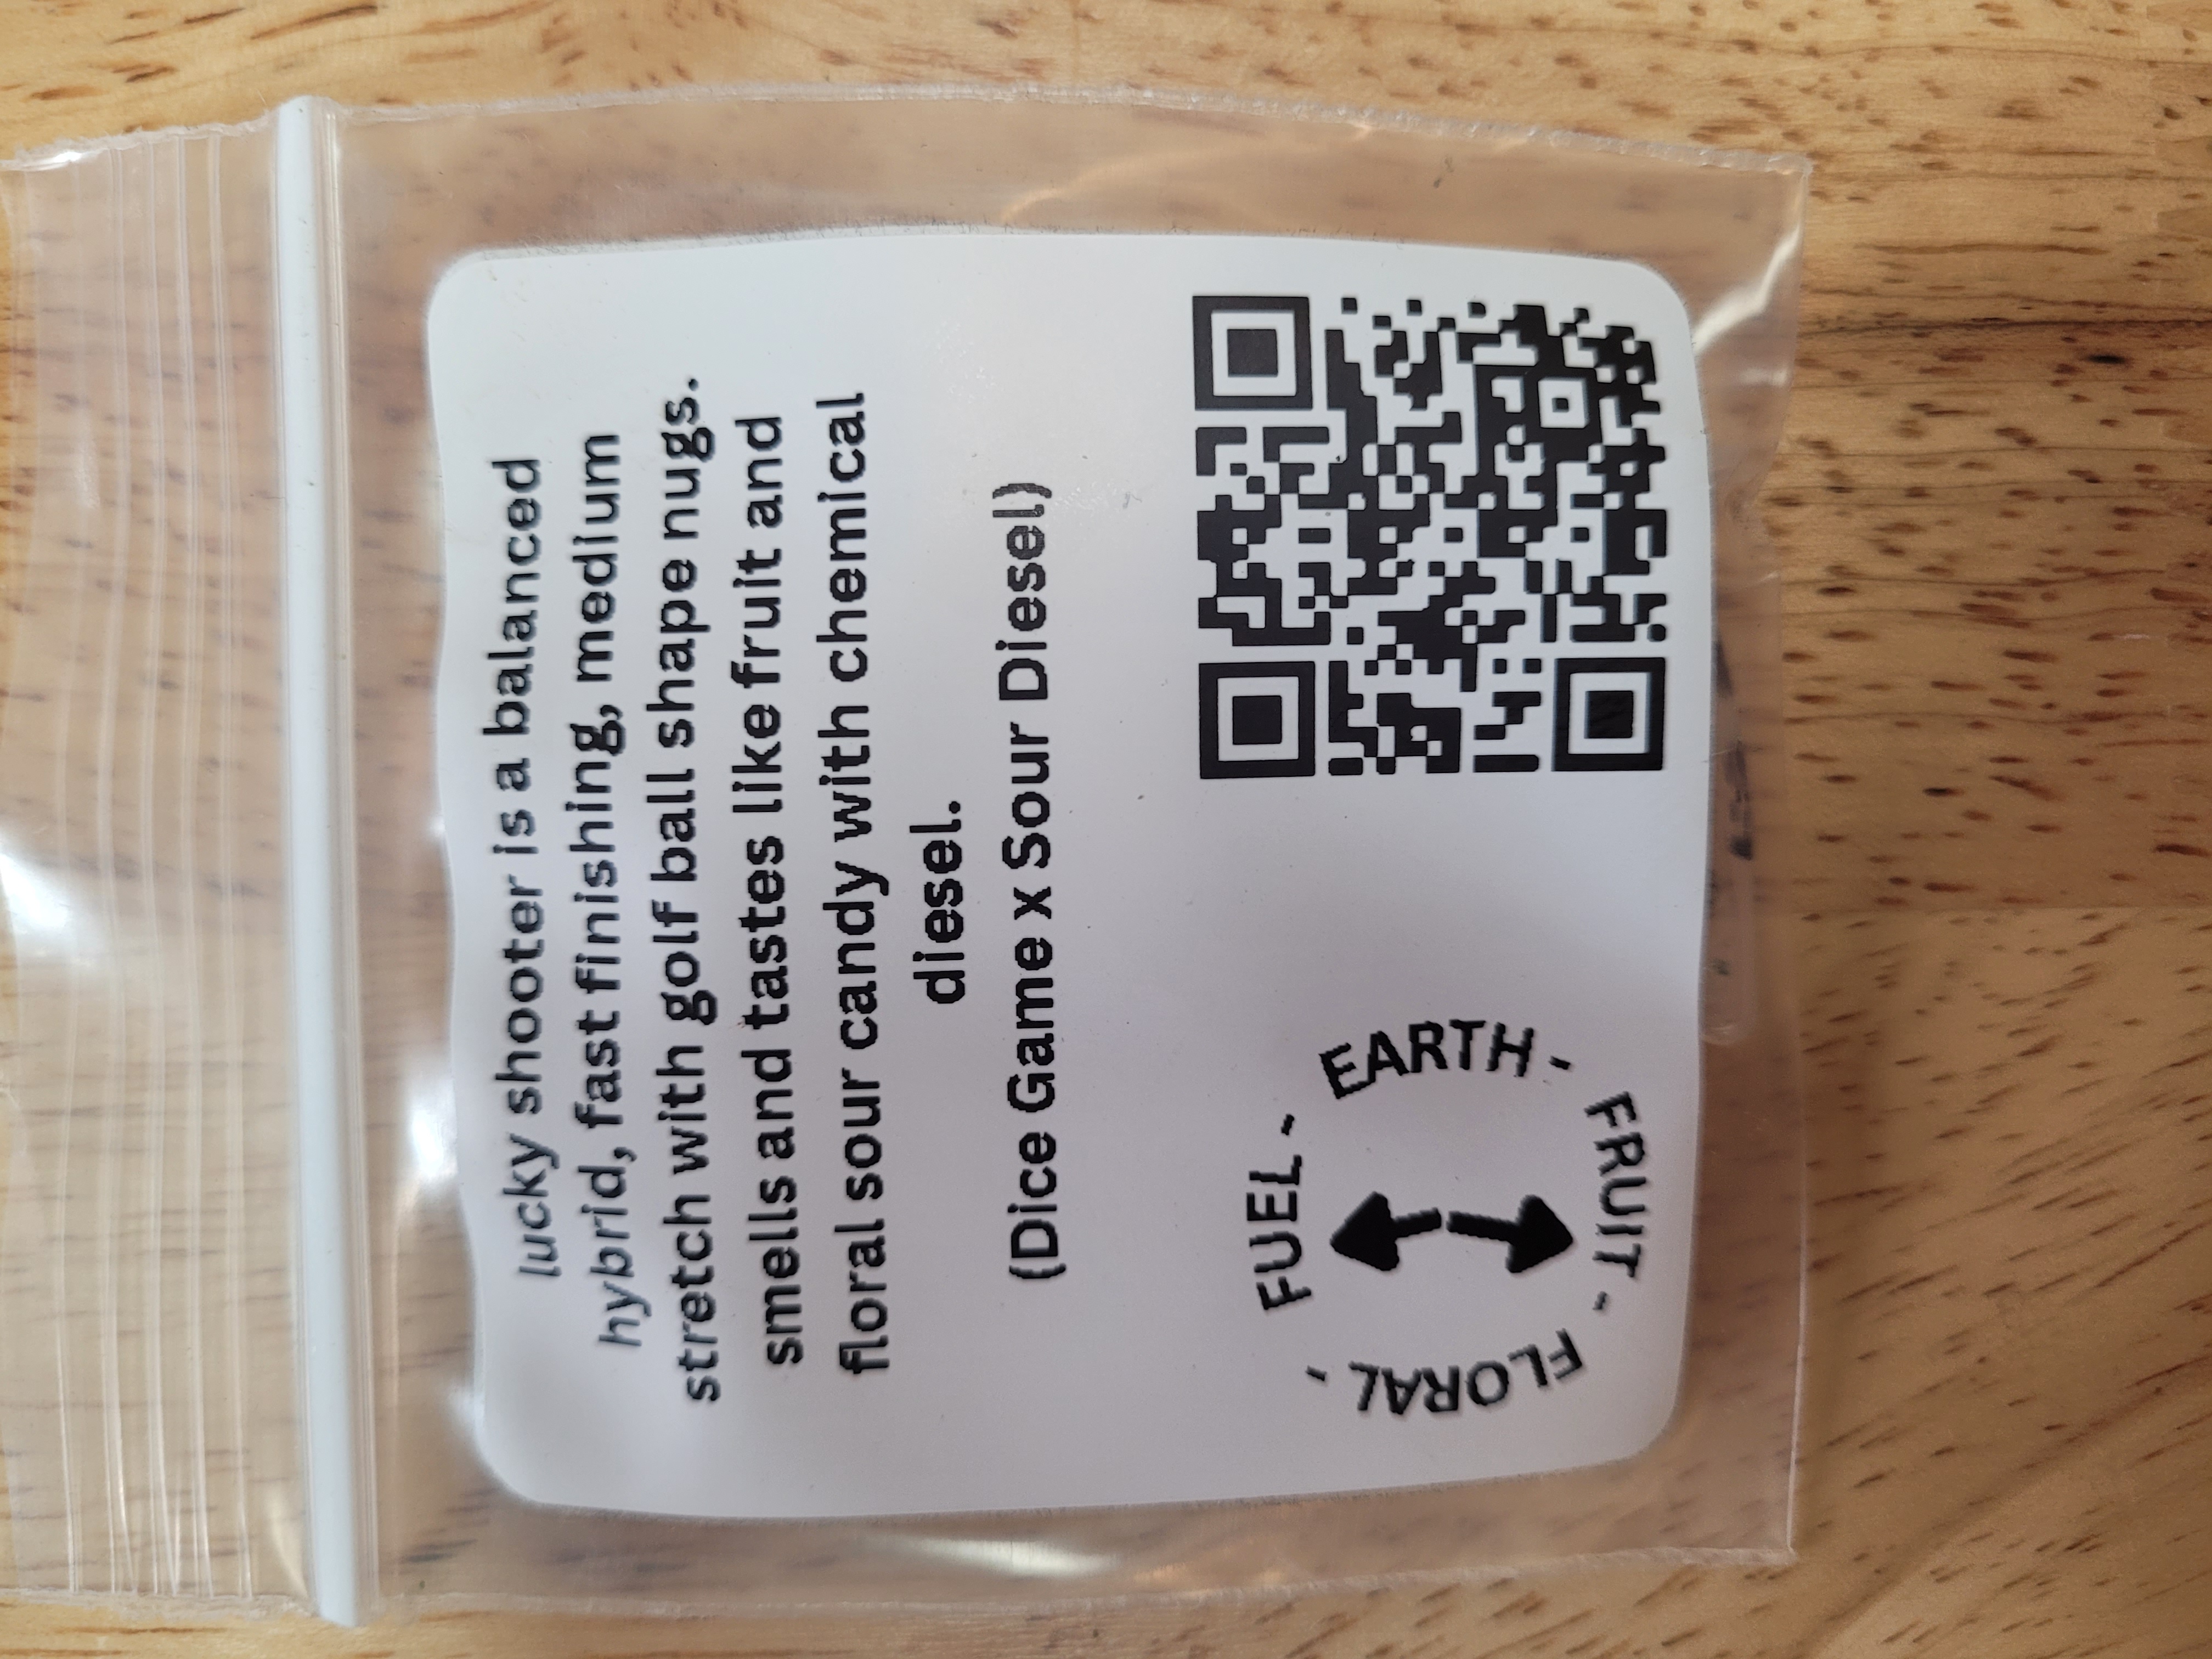 lucky shooter is a balanced
hybrid, fast finishing, medium
stretch with golf ball shape nugs.
smells and tastes like fruit and
floral sour candy with chemical
diesel.
(Dice Game x Sour Diesel)
FUEL -
EARTH -
FRUIT -
FLORAL -